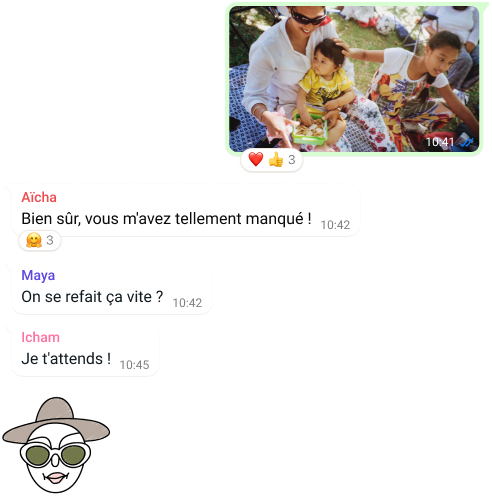 10:41
3
Aïcha
Bien sûr, vous m'avez tellement manqué ! 10:42
3
Maya
On se refait ça vite ? 10:42
Icham
Je t'attends ! 10:45